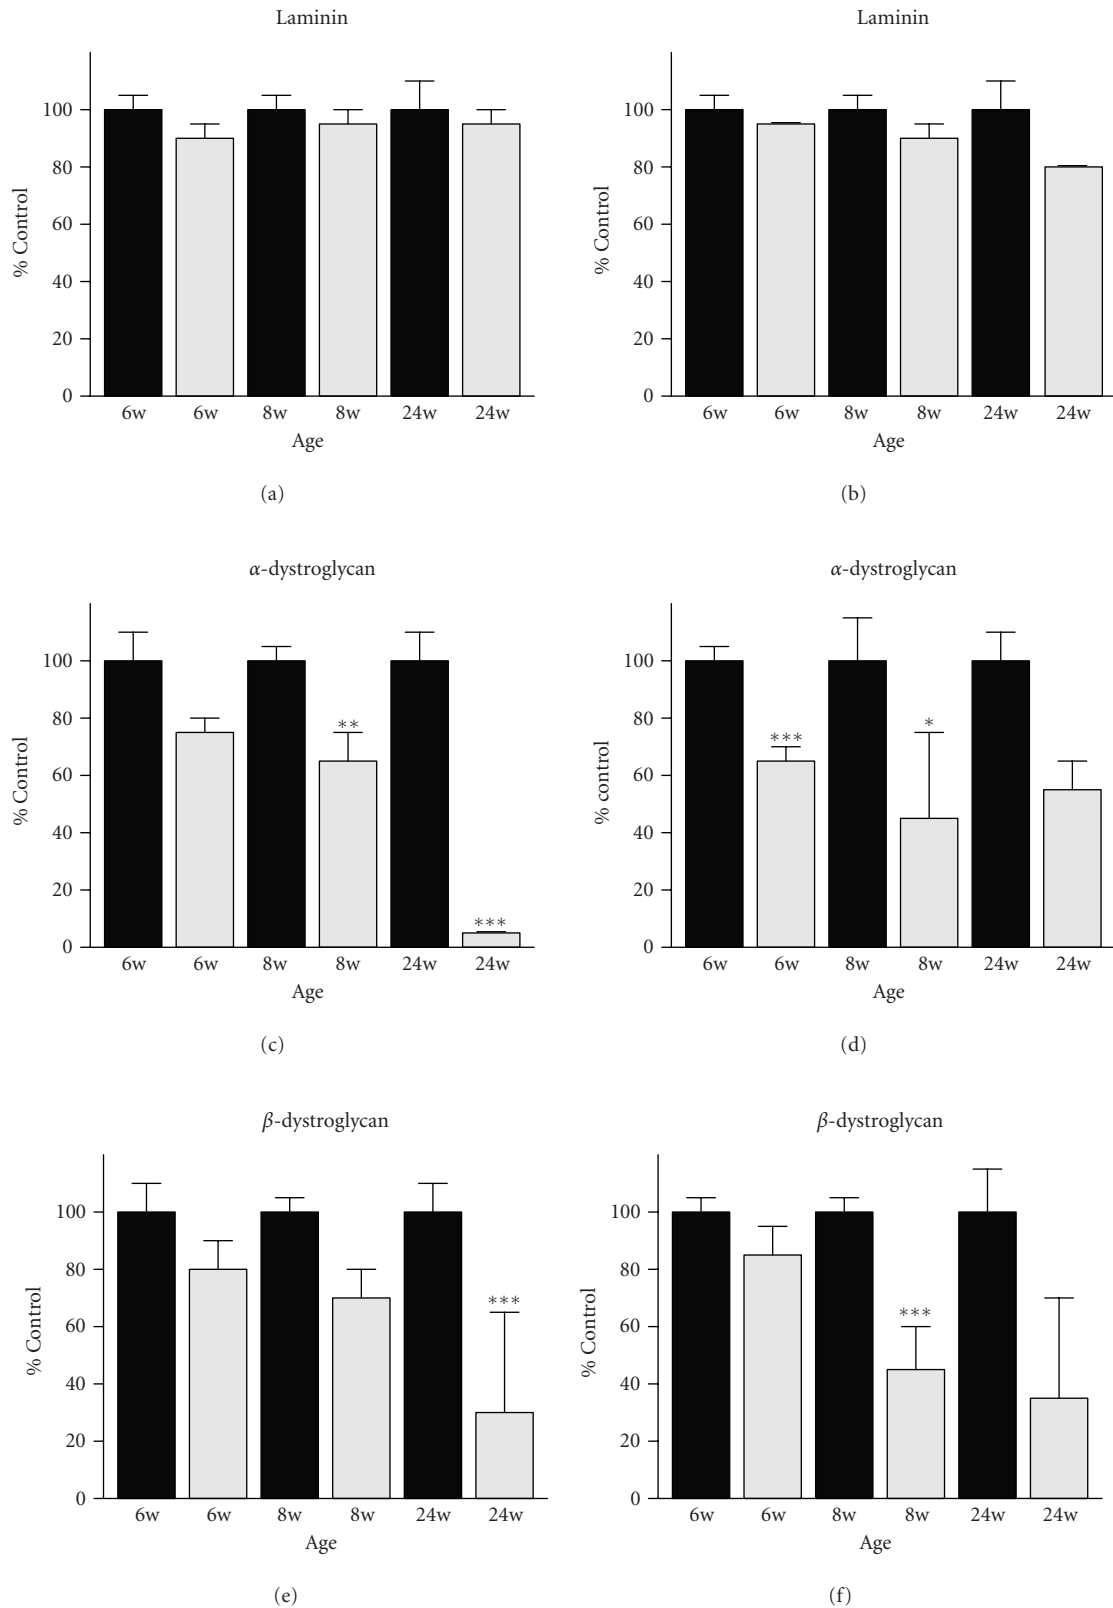 Laminin
% Control
100
80
60
40
20
0
6w 6w 8w 8w 24w 24w
Age
(a)
Laminin
% Control
100
80
60
40
20
0
6w 6w 8w 8w 24w 24w
Age
(b)
α-dystroglycan
% Control
100
80
60
40
20
0
**
***
6w 6w 8w 8w 24w 24w
Age
(c)
α-dystroglycan
% control
100
80
60
40
20
0
***
*
6w 6w 8w 8w 24w 24w
Age
(d)
β-dystroglycan
% Control
100
80
60
40
20
0
***
6w 6w 8w 8w 24w 24w
Age
(e)
β-dystroglycan
% Control
100
80
60
40
20
0
***
6w 6w 8w 8w 24w 24w
Age
(f)